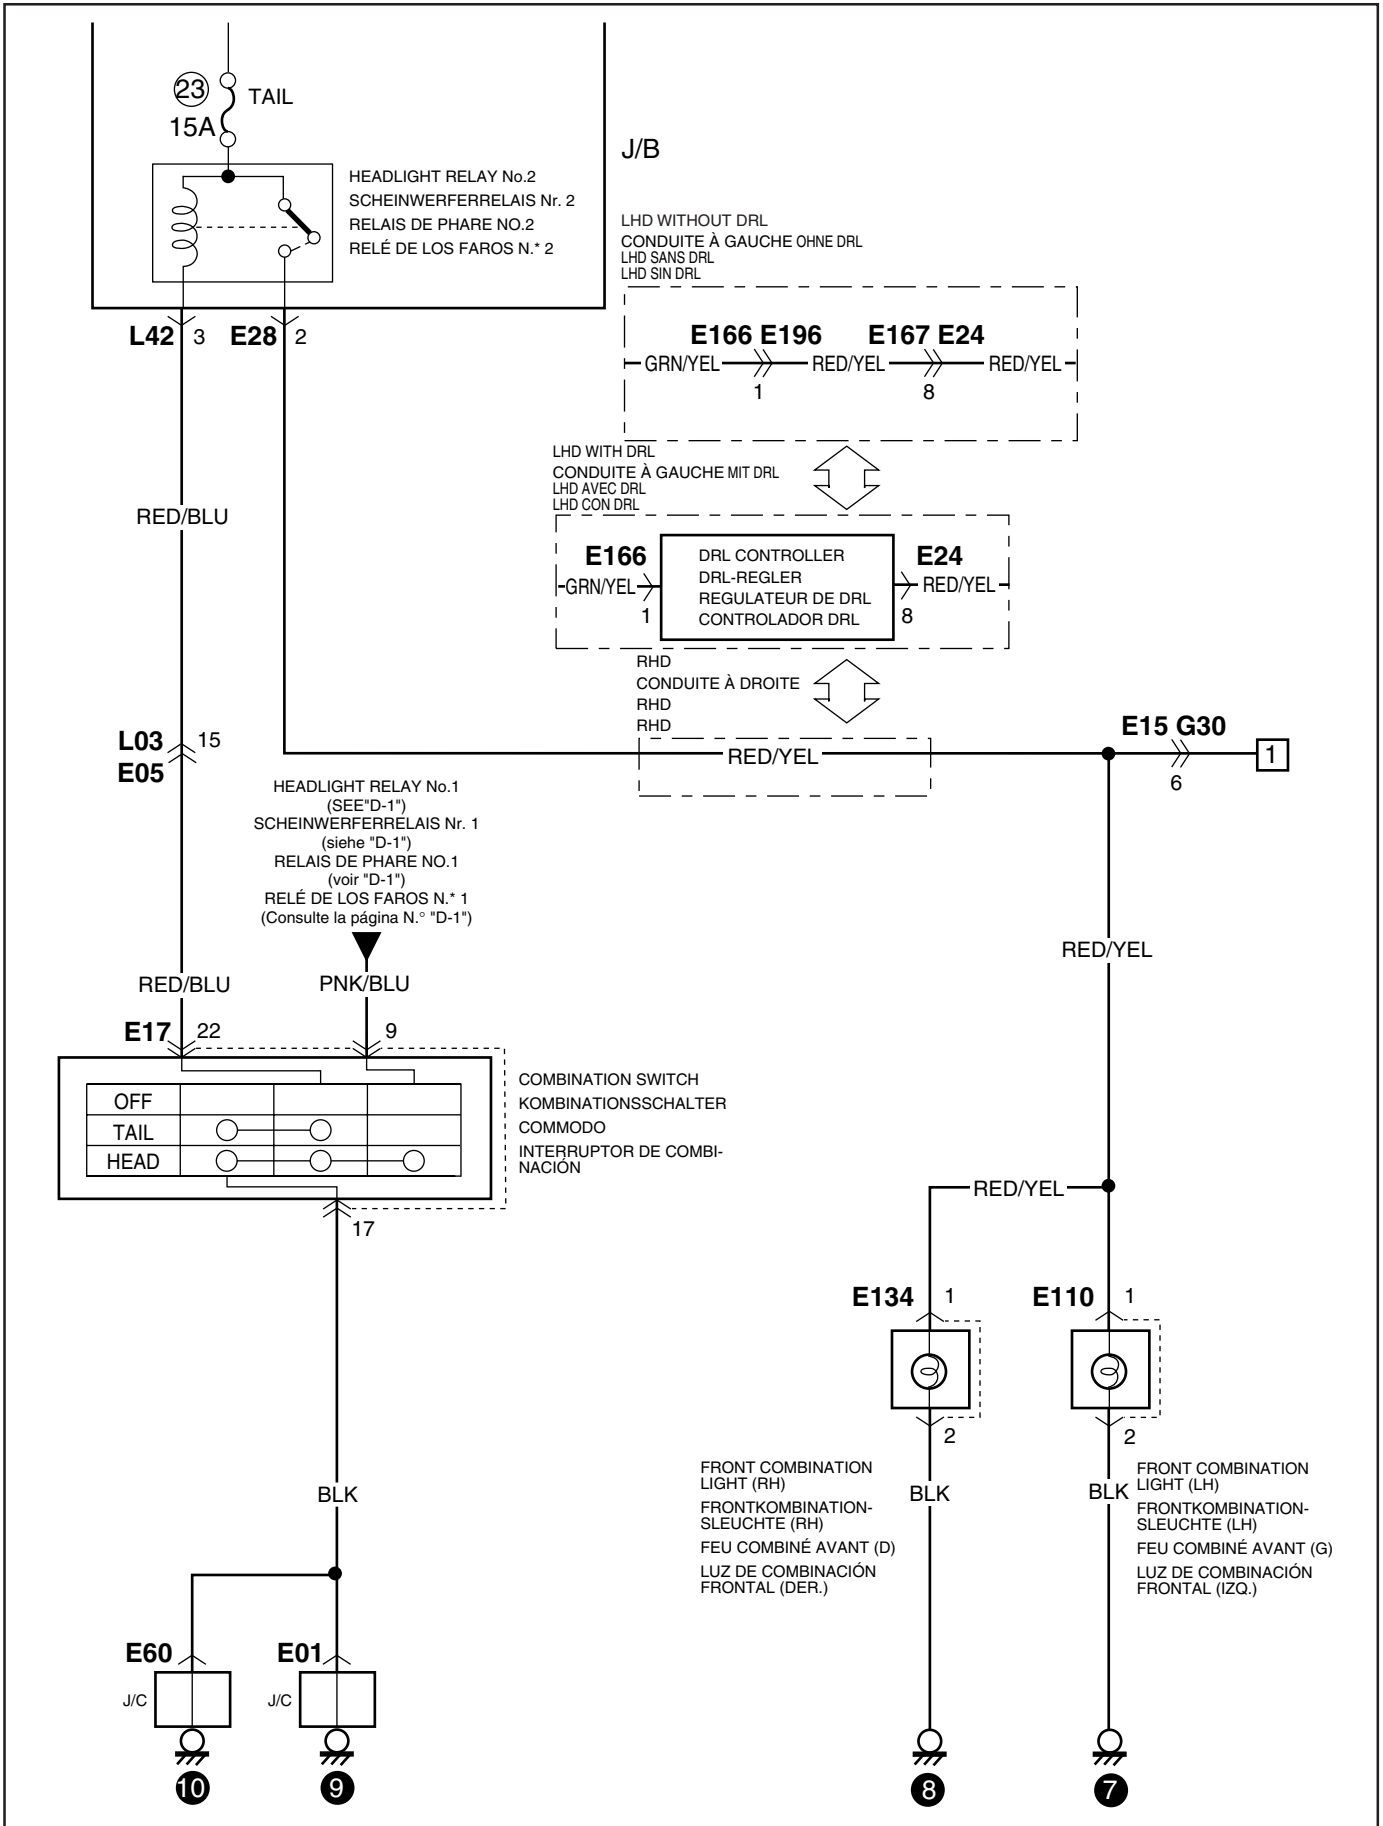 23
TAIL
15A
J/B
HEADLIGHT RELAY No.2
SCHEINWERFERRELAIS Nr. 2
RELAIS DE PHARE NO.2
RELÉ DE LOS FAROS N.* 2
LHD WITHOUT DRL
CONDUITE À GAUCHE OHNE DRL
LHD SANS DRL
LHD SIN DRL
L42 3 E28 2
E166 E196 E167 E24
GRN/YEL RED/YEL RED/YEL
1 8
LHD WITH DRL
CONDUITE À GAUCHE MIT DRL
LHD AVEC DRL
LHD CON DRL
RED/BLU
E166 E24
GRN/YEL RED/YEL
1 8
DRL CONTROLLER
DRL-REGLER
REGULATEUR DE DRL
CONTROLADOR DRL
RHD
CONDUITE À DROITE
RHD
RHD
L03 15
E05
RED/YEL
E15 G30
6
1
HEADLIGHT RELAY No.1
(SEE"D-1")
SCHEINWERFERRELAIS Nr. 1
(siehe "D-1")
RELAIS DE PHARE NO.1
(voir "D-1")
RELÉ DE LOS FAROS N.* 1
(Consulte la página N.° "D-1")
RED/YEL
RED/BLU PNK/BLU
E17 22 9
OFF
TAIL
HEAD
COMBINATION SWITCH
KOMBINATIONSSCHALTER
COMMODO
INTERRUPTOR DE COMBI-
NACIÓN
17
RED/YEL
E134 1 E110 1
2 2
FRONT COMBINATION
LIGHT (RH)
FRONTKOMBINATION-
SLEUCHTE (RH)
FEU COMBINÉ AVANT (D)
LUZ DE COMBINACIÓN
FRONTAL (DER.)
BLK
BLK
FRONT COMBINATION
LIGHT (LH)
FRONTKOMBINATION-
SLEUCHTE (LH)
FEU COMBINÉ AVANT (G)
LUZ DE COMBINACIÓN
FRONTAL (IZQ.)
BLK
E60 E01
J/C J/C
10 9 8 7